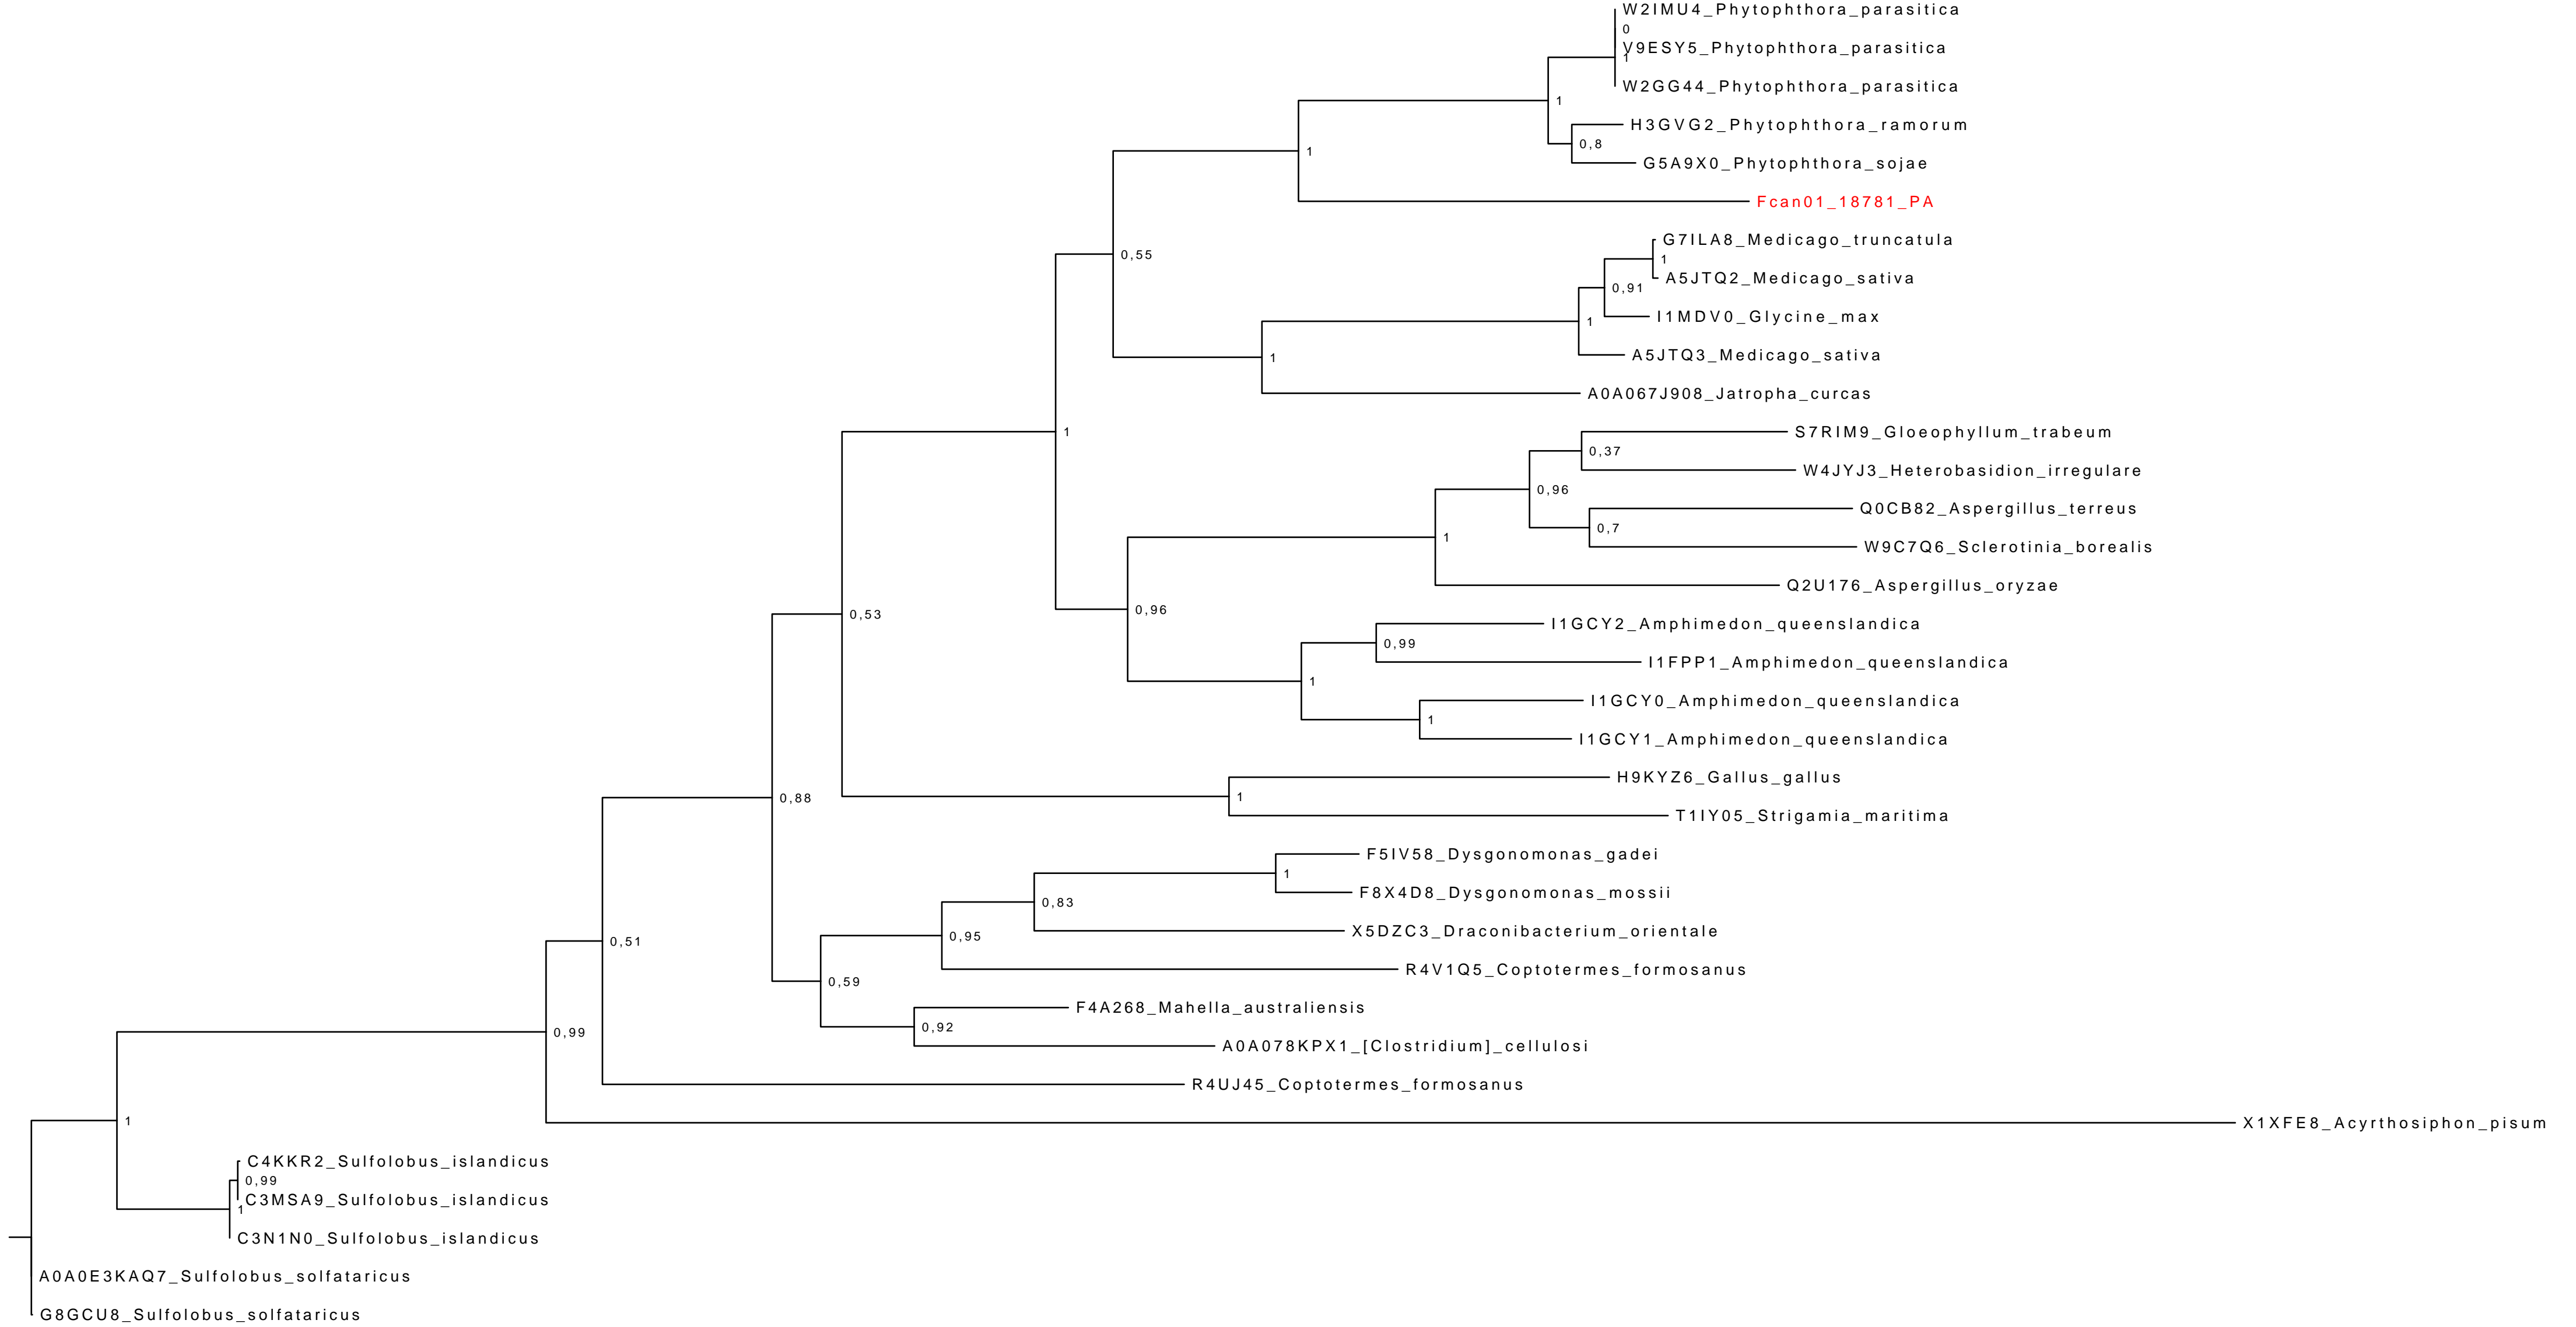 W2IMU4_Phytophthora_parasitica
0
V9ESY5_Phytophthora_parasitica
1
W2GG44_Phytophthora_parasitica
1
H3GVG2_Phytophthora_ramorum
0,8
1
G5A9X0_Phytophthora_sojae
Fcan01_18781_PA
G7ILA8_Medicago_truncatula
0,55
1
A5JTQ2_Medicago_sativa
0,91
I1MDV0_Glycine_max
1
A5JTQ3_Medicago_sativa
1
A0A067J908_Jatropha_curcas
1
S7RIM9_Gloeophyllum_trabeum
0,37
W4JYJ3_Heterobasidion_irregulare
0,96
Q0CB82_Aspergillus_terreus
0,7
1
W9C7Q6_Sclerotinia_borealis
Q2U176_Aspergillus_oryzae
0,96
0,53
I1GCY2_Amphimedon_queenslandica
0,99
I1FPP1_Amphimedon_queenslandica
1
I1GCY0_Amphimedon_queenslandica
1
I1GCY1_Amphimedon_queenslandica
H9KYZ6_Gallus_gallus
0,88
1
T1IY05_Strigamia_maritima
F5IV58_Dysgonomonas_gadei
1
F8X4D8_Dysgonomonas_mossii
0,83
X5DZC3_Draconibacterium_orientale
0,95
0,51
R4V1Q5_Coptotermes_formosanus
0,59
F4A268_Mahella_australiensis
0,92
0,99
A0A078KPX1_[Clostridium]_cellulosi
R4UJ45_Coptotermes_formosanus
1
X1XFE8_Acyrthosiphon_pisum
C4KKR2_Sulfolobus_islandicus
0,99
C3MSA9_Sulfolobus_islandicus
1
C3N1N0_Sulfolobus_islandicus
A0A0E3KAQ7_Sulfolobus_solfataricus
G8GCU8_Sulfolobus_solfataricus